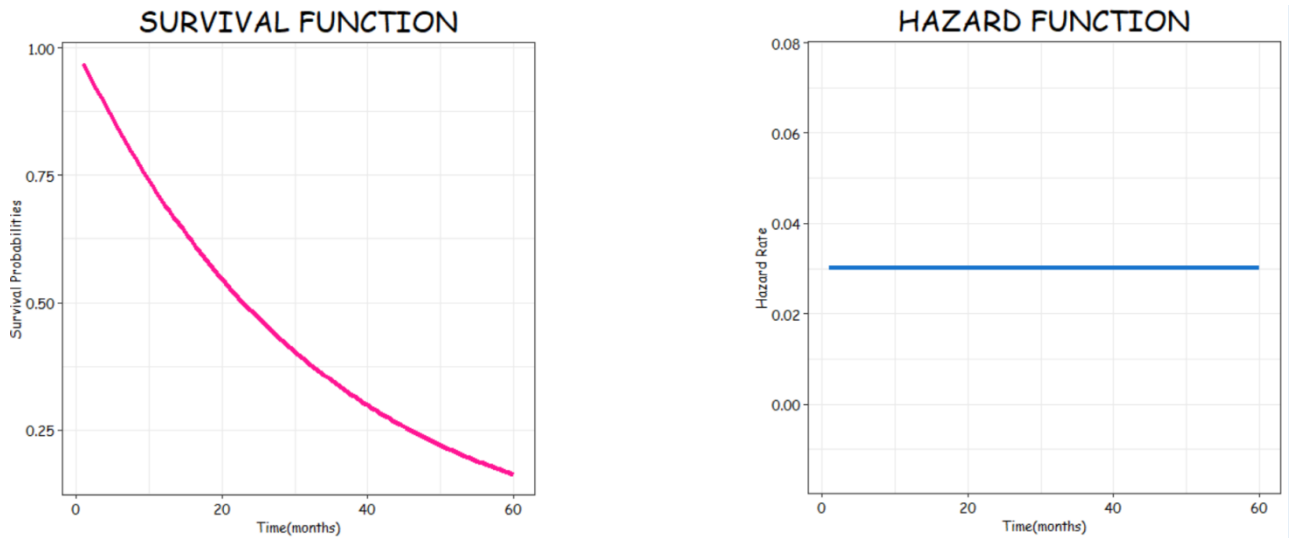 SURVIVAL FUNCTION
1.00
0.75
0.50
0.25
Survival Probabilities
0 20 40 60
Time(months)
HAZARD FUNCTION
0.08
0.06
0.04
0.02
0.00
Hazard Rate
0 20 40 60
Time(months)